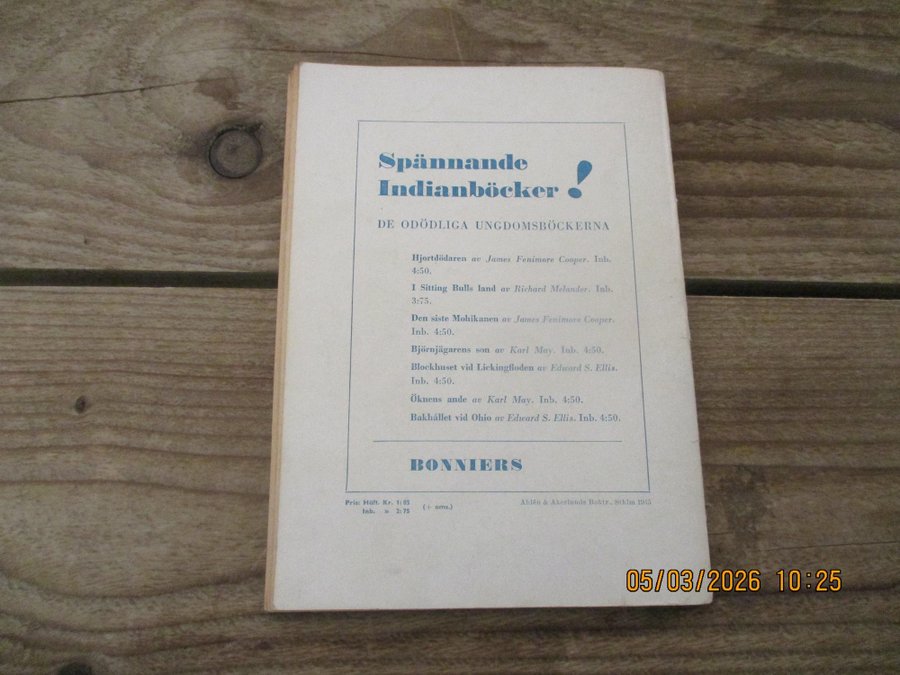 Spännande
Indianböcker !
DE ODÖDLIGA UNGDOMSBÖCKERNA
Hjortdödaren av James Fenimore Cooper. Inb.
4:50.
I Sitting Bulls land av Richard Melander. Inb.
3:75.
Den siste Mohikanen av James Fenimore Cooper.
Inb. 4:50.
Björnjägarens son av Karl May. Inb. 4:50.
Blockhuset vid Lickingfloden av Edward S. Ellis.
Inb. 4:50.
Öknens ande av Karl May. Inb. 4:50.
Bakhållet vid Ohio av Edward S. Ellis. Inb. 4:50.
BONNIERS
Pris: Häft. Kr. 1:85
Inb. » 2:75
(+ oms.)
Åhlén & Åkerlunds Boktr., Sthlm
05/03/2026 10:25